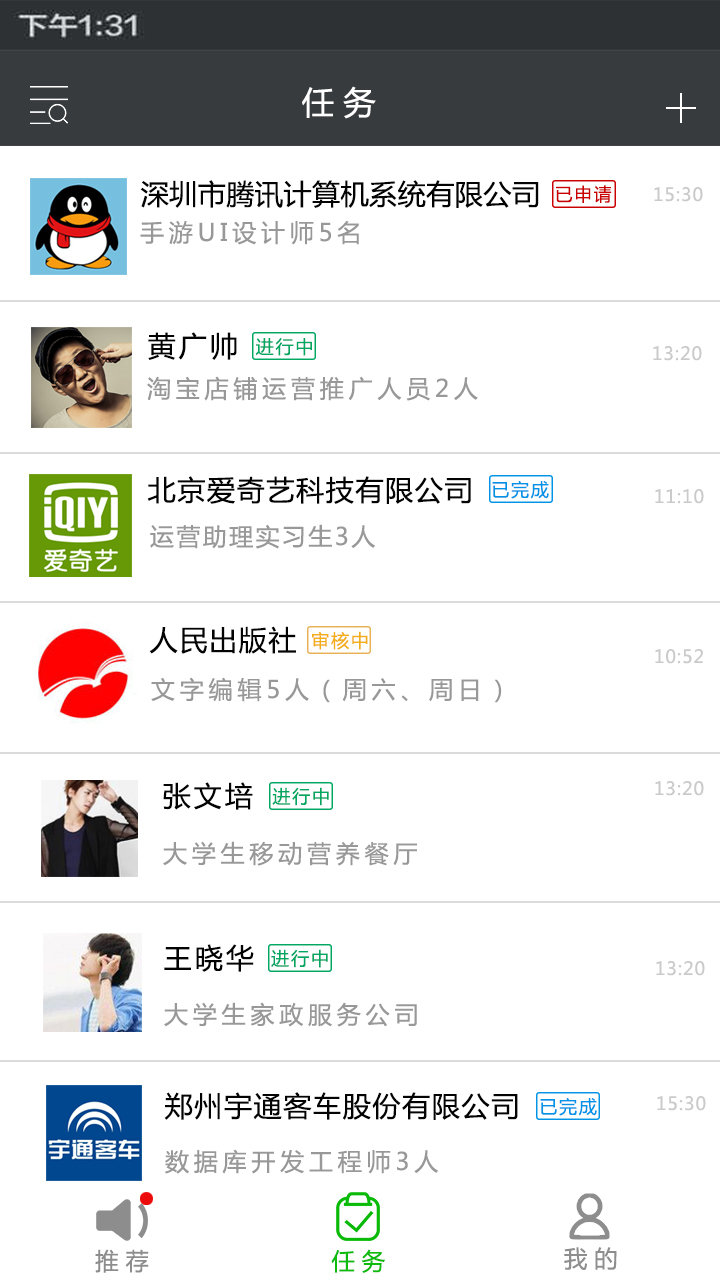 下午1:31
任务
深圳市腾讯计算机系统有限公司 已申请 15:30
手游UI设计师5名
黄广帅 进行中 13:20
淘宝店铺运营推广人员2人
北京爱奇艺科技有限公司 已完成 11:10
iQIYI
爱奇艺
运营助理实习生3人
人民出版社 审核中 10:52
文字编辑5人（周六、周日）
张文培 进行中 13:20
大学生移动营养餐厅
王晓华 进行中 13:20
大学生家政服务公司
郑州宇通客车股份有限公司 已完成 15:30
宇通客车
数据库开发工程师3人
推荐 任务 我的